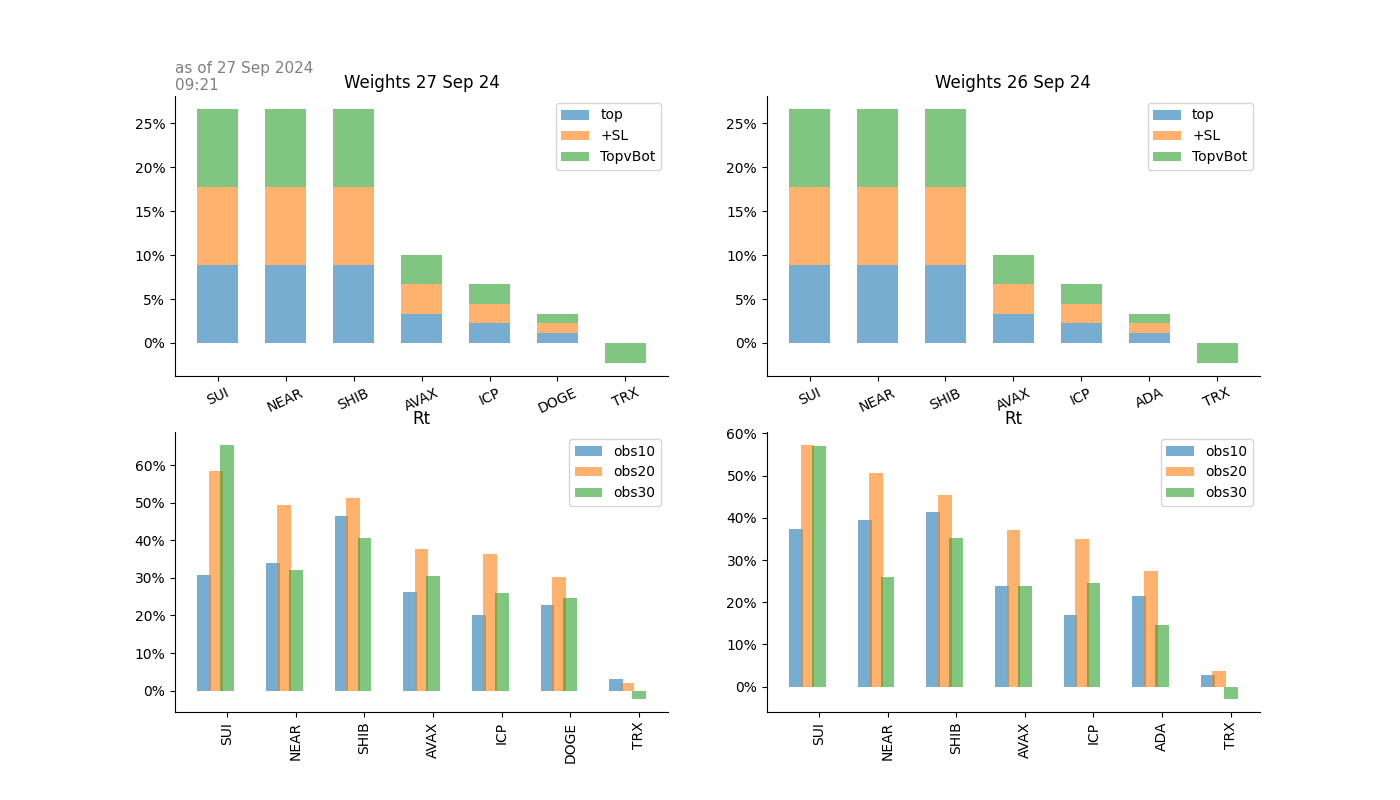 as of 27 Sep 2024
09:21
Weights 27 Sep 24
25%
20%
15%
10%
5%
0%
top
+SL
TopvBot
SUI
NEAR
SHIB
AVAX
ICP
DOGE
TRX
Weights 26 Sep 24
25%
20%
15%
10%
5%
0%
top
+SL
TopvBot
SUI
NEAR
SHIB
AVAX
ICP
ADA
TRX
Rt
60%
50%
40%
30%
20%
10%
0%
obs10
obs20
obs30
SUI
NEAR
SHIB
AVAX
ICP
DOGE
TRX
Rt
60%
50%
40%
30%
20%
10%
0%
obs10
obs20
obs30
SUI
NEAR
SHIB
AVAX
ICP
ADA
TRX